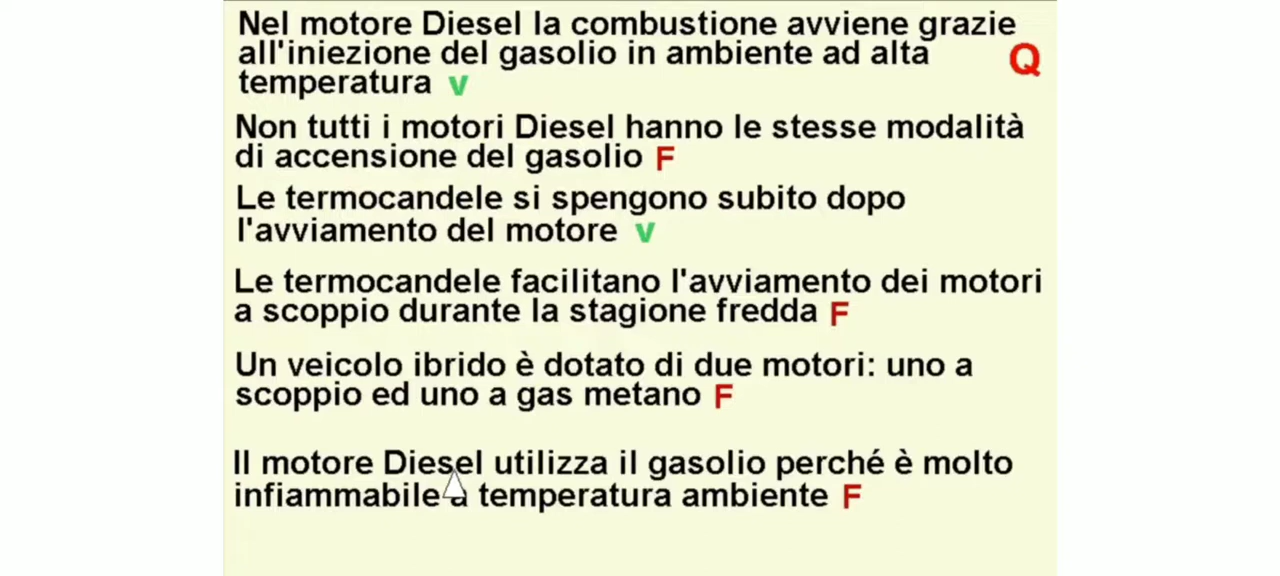 Nel motore Diesel la combustione avviene grazie
all'iniezione del gasolio in ambiente ad alta Q
temperatura v
Non tutti i motori Diesel hanno le stesse modalità
di accensione del gasolio F
Le termocandele si spengono subito dopo
l'avviamento del motore v
Le termocandele facilitano l'avviamento dei motori
a scoppio durante la stagione fredda F
Un veicolo ibrido è dotato di due motori: uno a
scoppio ed uno a gas metano F
Il motore Diesel utilizza il gasolio perché è molto
infiammabile a temperatura ambiente F